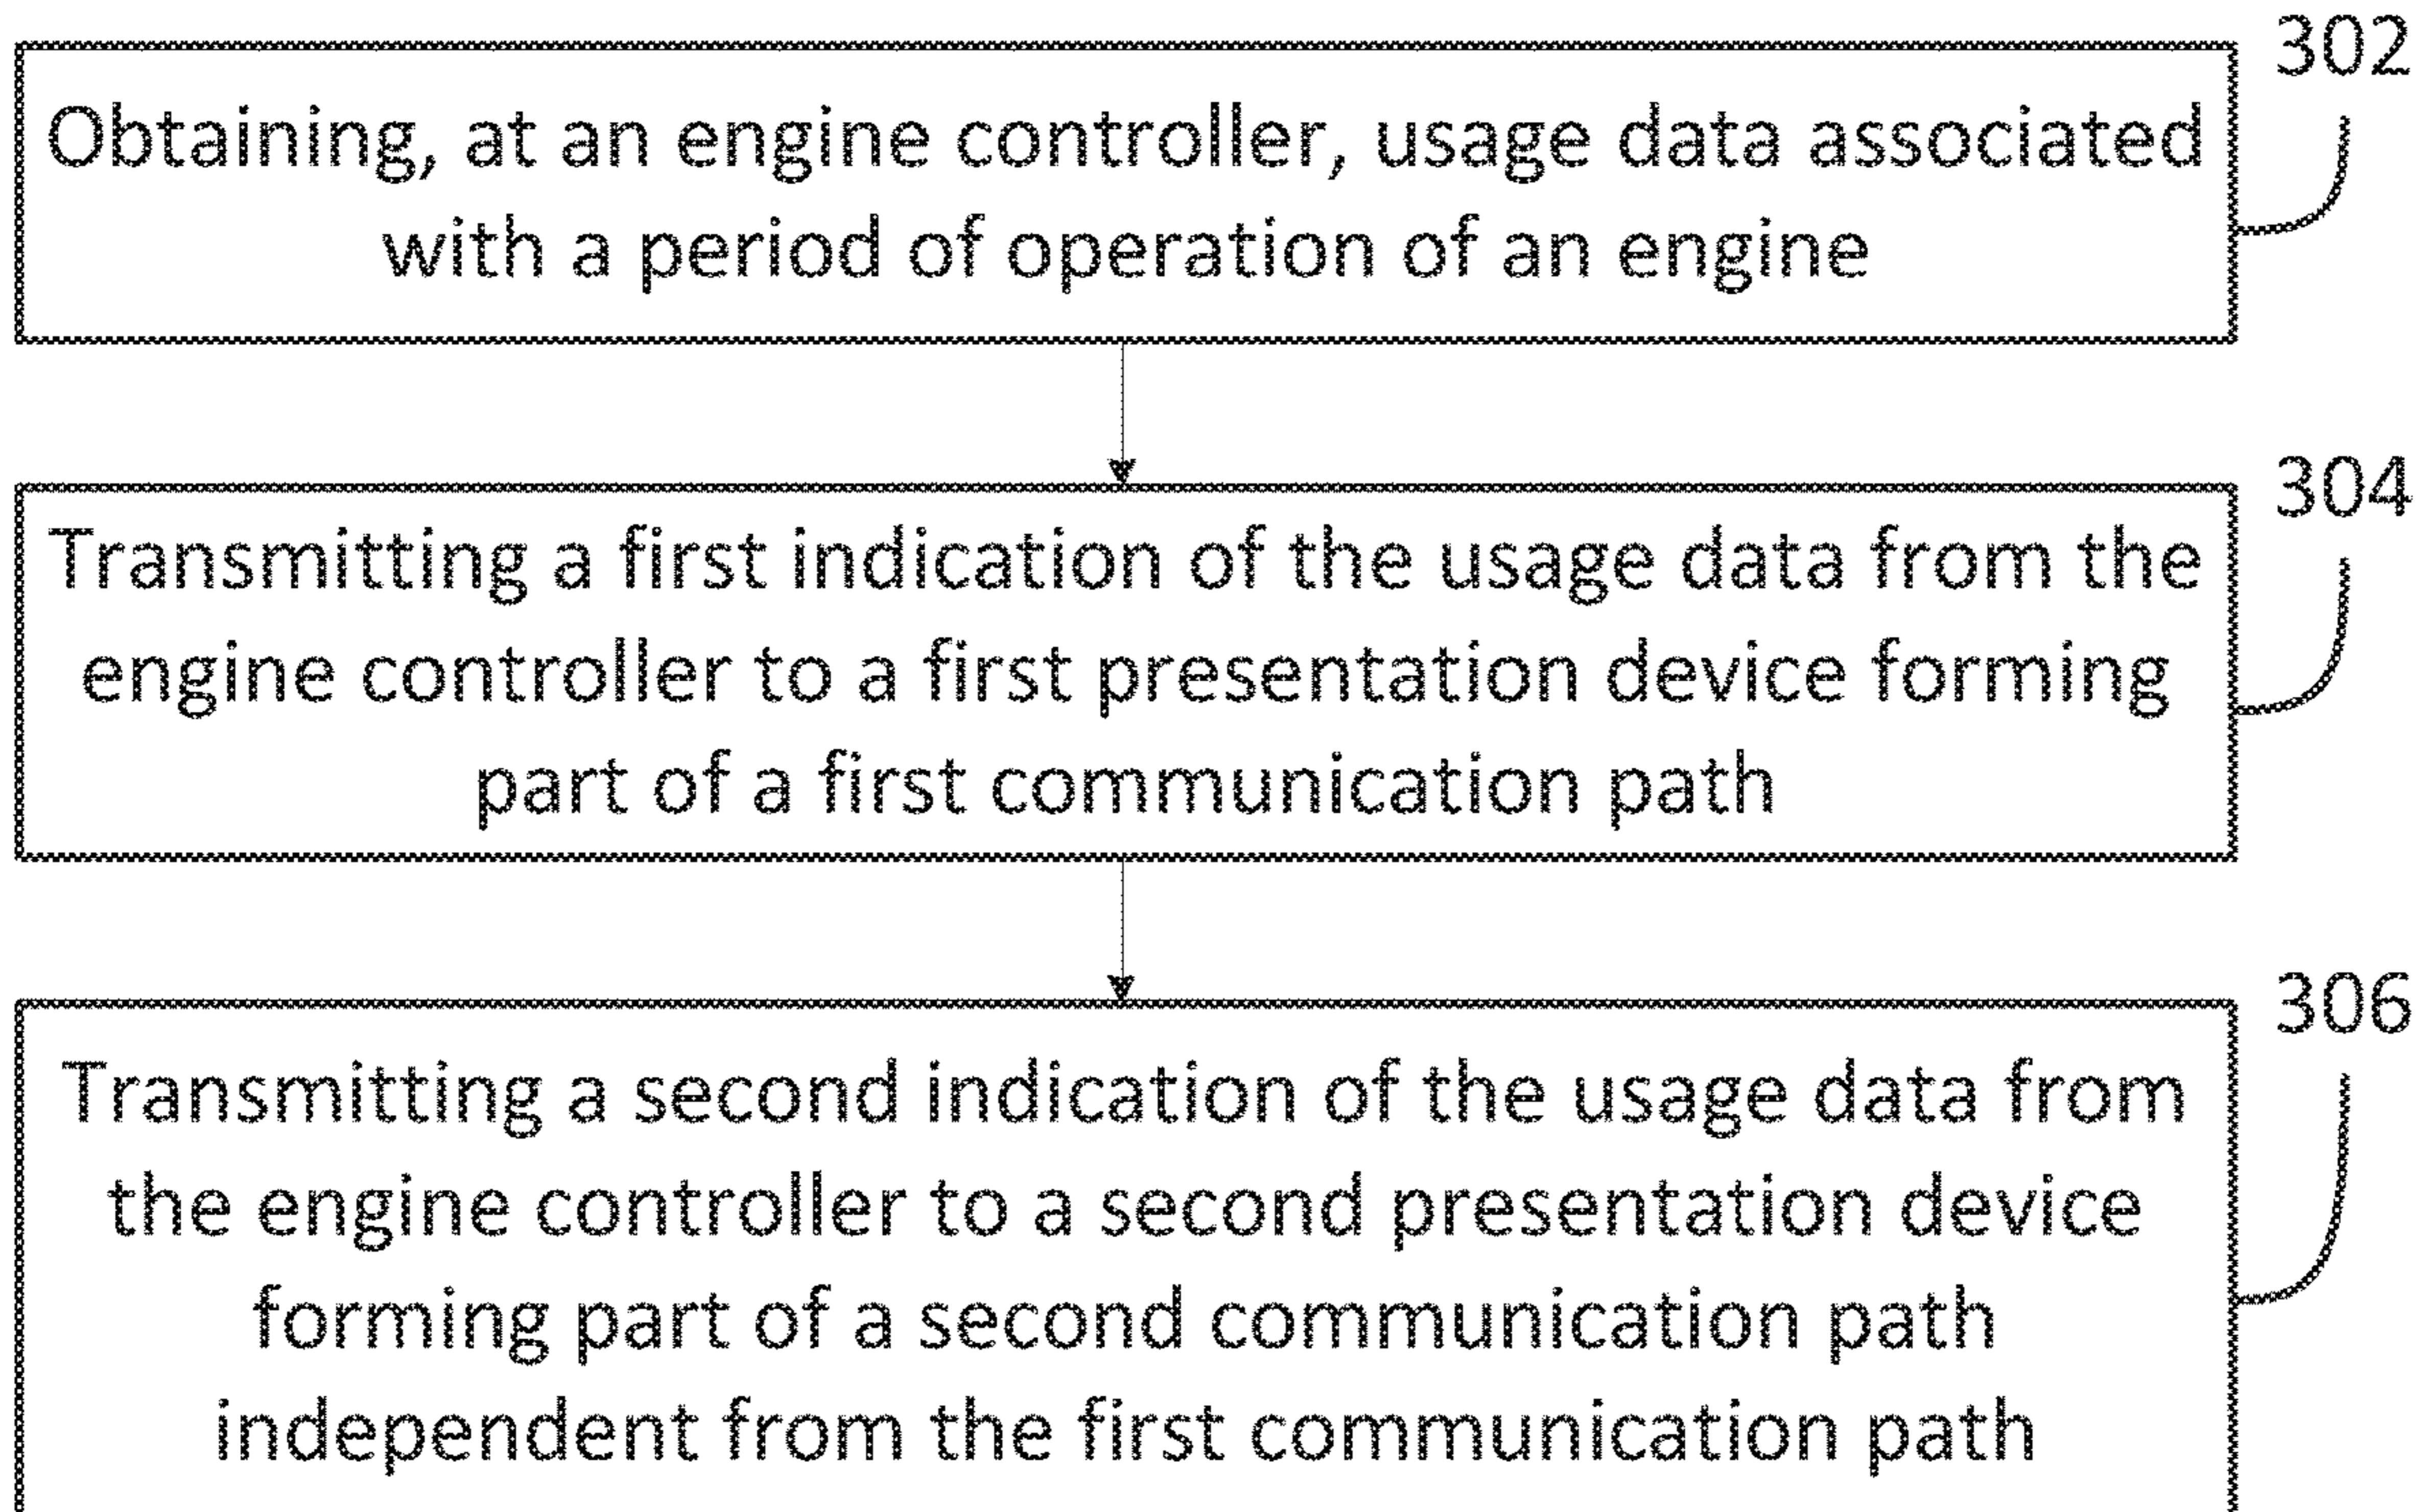 302
Obtaining, at an engine controller, usage data associated
with a period of operation of an engine
304
Transmitting a first indication of the usage data from the
engine controller to a first presentation device forming
part of a first communication path
306
Transmitting a second indication of the usage data from
the engine controller to a second presentation device
forming part of a second communication path
independent from the first communication path